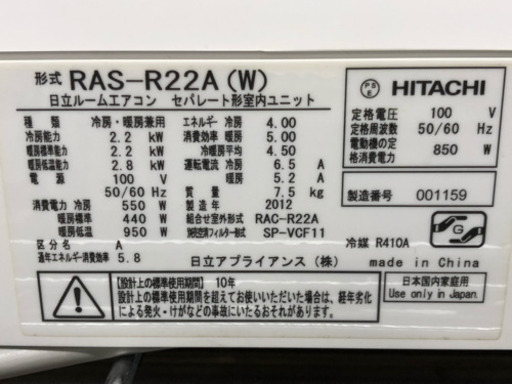 形式 RAS-R22A (W)
日立ルームエアコン セパレート形室内ユニット
種類 冷房・暖房兼用
冷房能力 2.2 kW
暖房標準能力 2.2 kW
暖房低温能力 2.8 kW
電源 100 V
50/60 Hz
消費電力 冷房 550 W
暖房標準 440 W
暖房低温 950 W
区分 A
通年エネルギー消費効率 5.8
エネルギー 冷房 4.00
消費効率 暖房 5.00
冷暖房平均 4.50
運転電流 冷房 6.5 A
暖房 5.2 A
質量 7.5 kg
製造年 2012
組合せ室外形式 RAC-R22A
別売空清フィルター形式 SP-VCF11
日立アプライアンス(株)
PS
E
HITACHI
定格電圧 100 V
定格周波数 50/60 Hz
電動機の定
格消費電力 850 W
製造番号 001159
G
冷媒 R410A
made in China
日本国内家庭用
Use only in Japan.
【設計上の標準使用期間】 10年
設計上の標準使用期間を超えてお使いいただいた場合は、経年劣化
による発火・けがなどの事故にいたるおそれがあります。